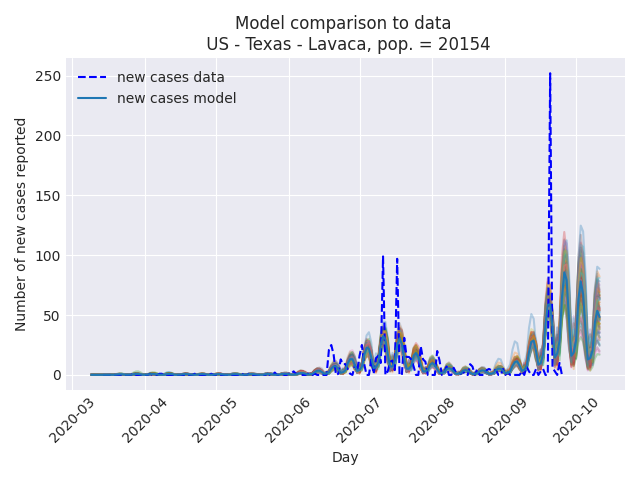 Model comparison to data
US - Texas - Lavaca, pop. = 20154
new cases data
new cases model
Number of new cases reported
250
200
150
100
50
0
2020-03
2020-04
2020-05
2020-06
2020-07
2020-08
2020-09
2020-10
Day